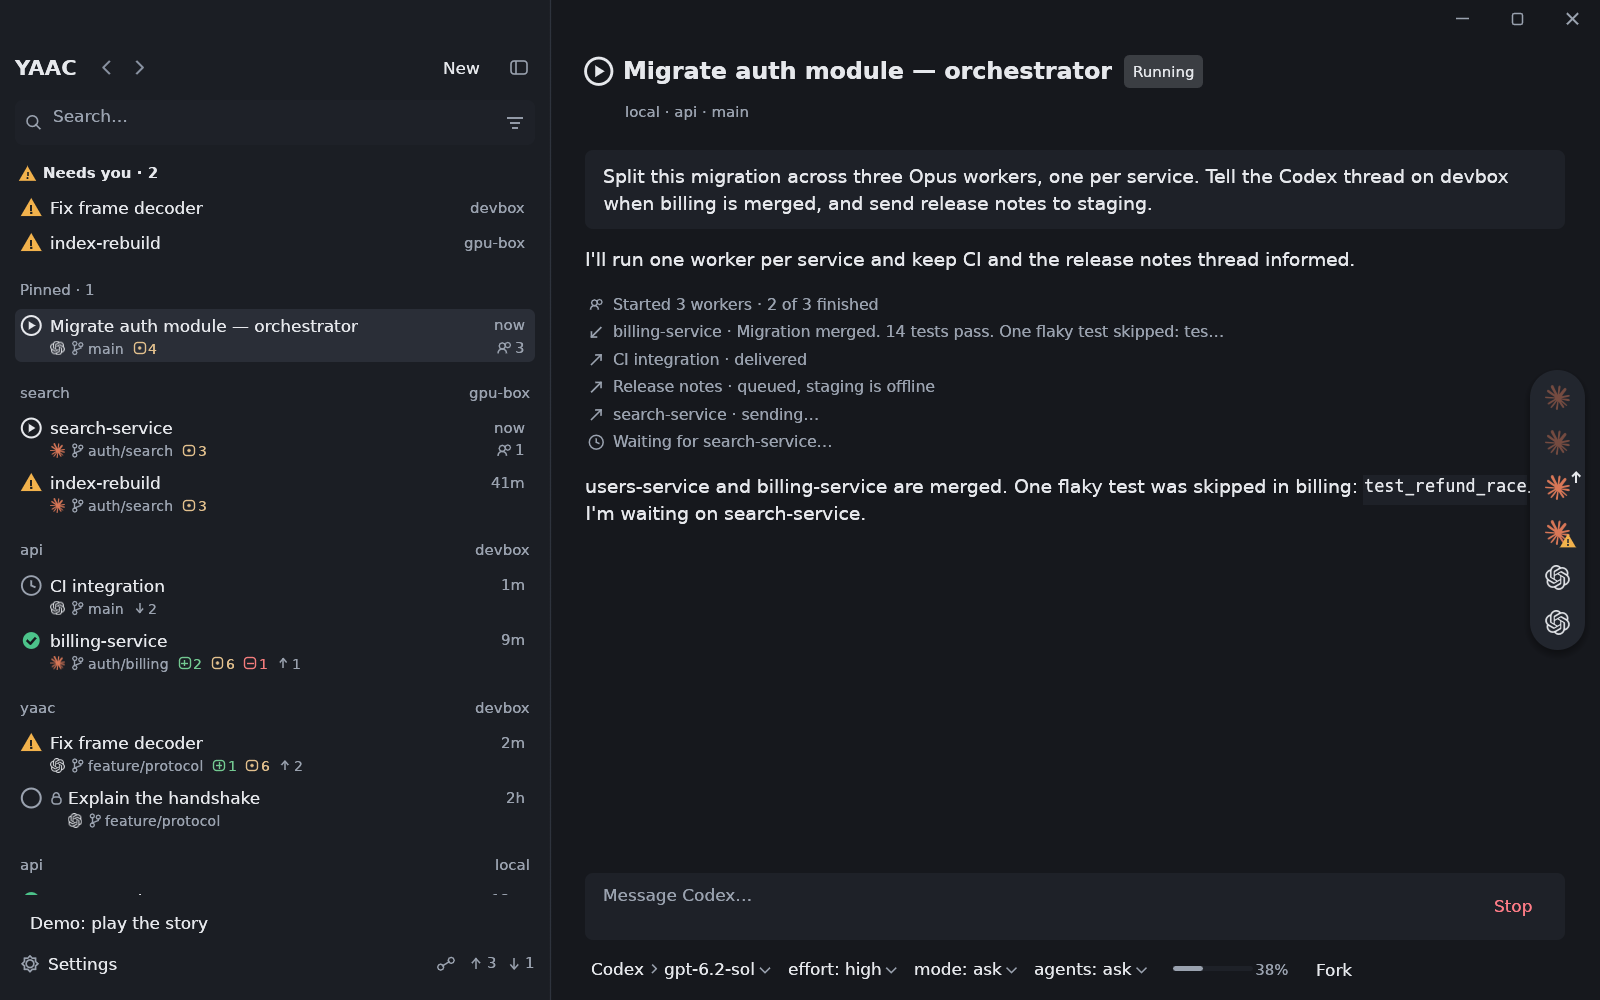 YAAC
New
Search…
Needs you · 2
Fix frame decoder devbox
index-rebuild gpu-box
Pinned · 1
Migrate auth module — orchestrator now
main 4 3
search gpu-box
search-service now
auth/search 3 1
index-rebuild 41m
auth/search 3
api devbox
CI integration 1m
main 2
billing-service 9m
auth/billing 2 6 1 1
yaac devbox
Fix frame decoder 2m
feature/protocol 1 6 2
Explain the handshake 2h
feature/protocol
api local
Demo: play the story
Settings 3 1
Migrate auth module — orchestrator Running
local · api · main
Split this migration across three Opus workers, one per service. Tell the Codex thread on devbox
when billing is merged, and send release notes to staging.
I'll run one worker per service and keep CI and the release notes thread informed.
Started 3 workers · 2 of 3 finished
billing-service · Migration merged. 14 tests pass. One flaky test skipped: tes…
CI integration · delivered
Release notes · queued, staging is offline
search-service · sending…
Waiting for search-service…
users-service and billing-service are merged. One flaky test was skipped in billing: test_refund_race.
I'm waiting on search-service.
Message Codex…
Stop
Codex > gpt-6.2-sol effort: high mode: ask agents: ask 38% Fork